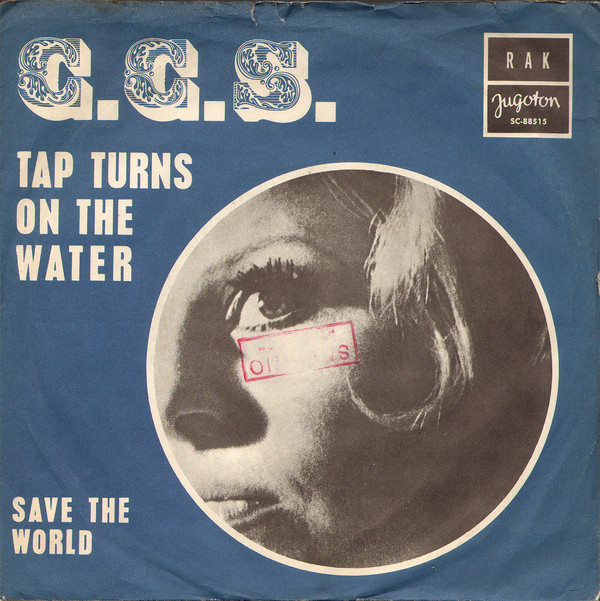 C.C.S.
RAK
Jugoton
SC-88515
TAP TURNS
ON THE
WATER
SAVE THE
WORLD